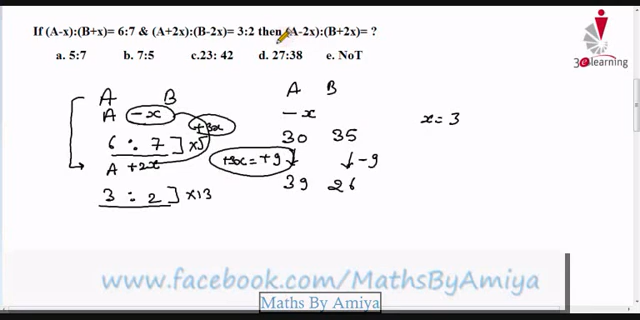 If (A-x):(B+x)= 6:7 & (A+2x):(B-2x)= 3:2 then (A-2x):(B+2x)= ?
a. 5:7 b. 7:5 c.23: 42 d. 27:38 e. NoT
3e Learning
A B
A -x
+3x
6 : 7 ] x5
A +2x
3 : 2 ] x13
A B
-x
30 35
+3x = +9 ↓ ↓ -9
39 26
x = 3
www.facebook.com/MathsByAmiya
Maths By Amiya